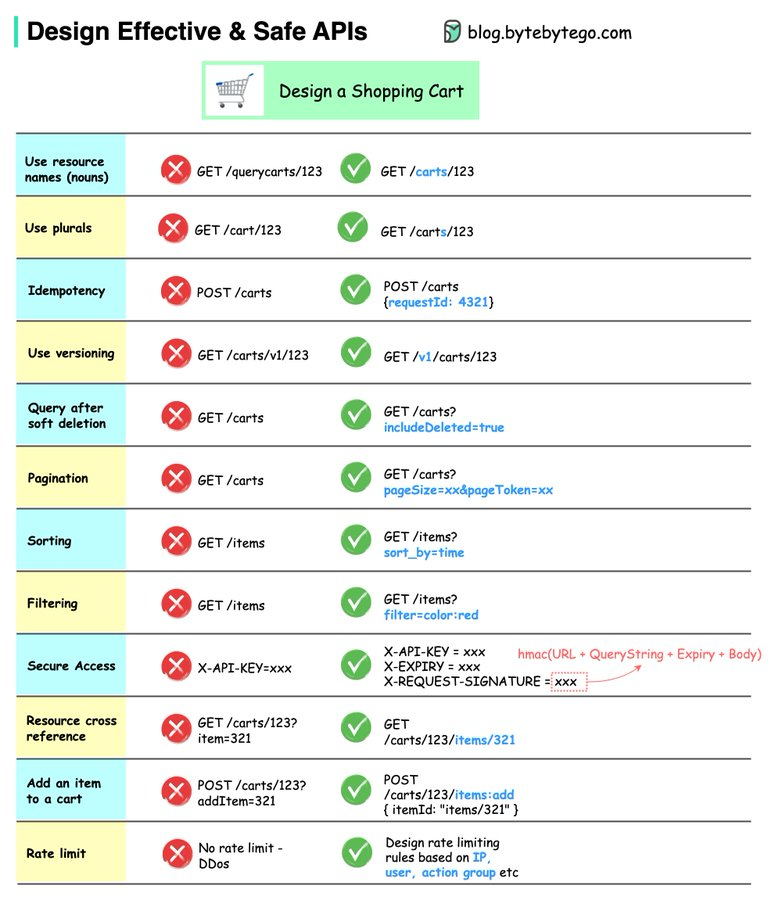 Design Effective & Safe APIs
blog.bytebytego.com
Design a Shopping Cart
Use resource
names (nouns)
GET /querycarts/123
GET /carts/123
Use plurals
GET /cart/123
GET /carts/123
Idempotency
POST /carts
POST /carts
{requestId: 4321}
Use versioning
GET /carts/v1/123
GET /v1/carts/123
Query after
soft deletion
GET /carts
GET /carts?
includeDeleted=true
Pagination
GET /carts
GET /carts?
pageSize=xx&pageToken=xx
Sorting
GET /items
GET /items?
sort_by=time
Filtering
GET /items
GET /items?
filter=color:red
Secure Access
X-API-KEY=xxx
X-API-KEY = xxx
X-EXPIRY = xxx
X-REQUEST-SIGNATURE = xxx
hmac(URL + QueryString + Expiry + Body)
Resource cross
reference
GET /carts/123?
item=321
GET
/carts/123/items/321
Add an item
to a cart
POST /carts/123?
addItem=321
POST
/carts/123/items:add
{ itemId: "items/321" }
Rate limit
No rate limit -
DDos
Design rate limiting
rules based on IP,
user, action group etc